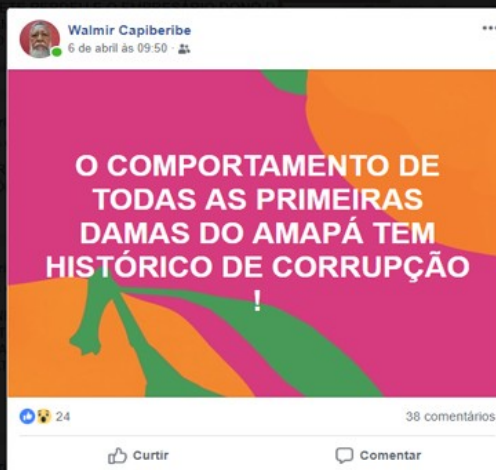 Walmir Capiberibe
6 de abril às 09:50 ·
O COMPORTAMENTO DE
TODAS AS PRIMEIRAS
DAMAS DO AMAPÁ TEM
HISTÓRICO DE CORRUPÇÃO
!
24
38 comentários
Curtir
Comentar